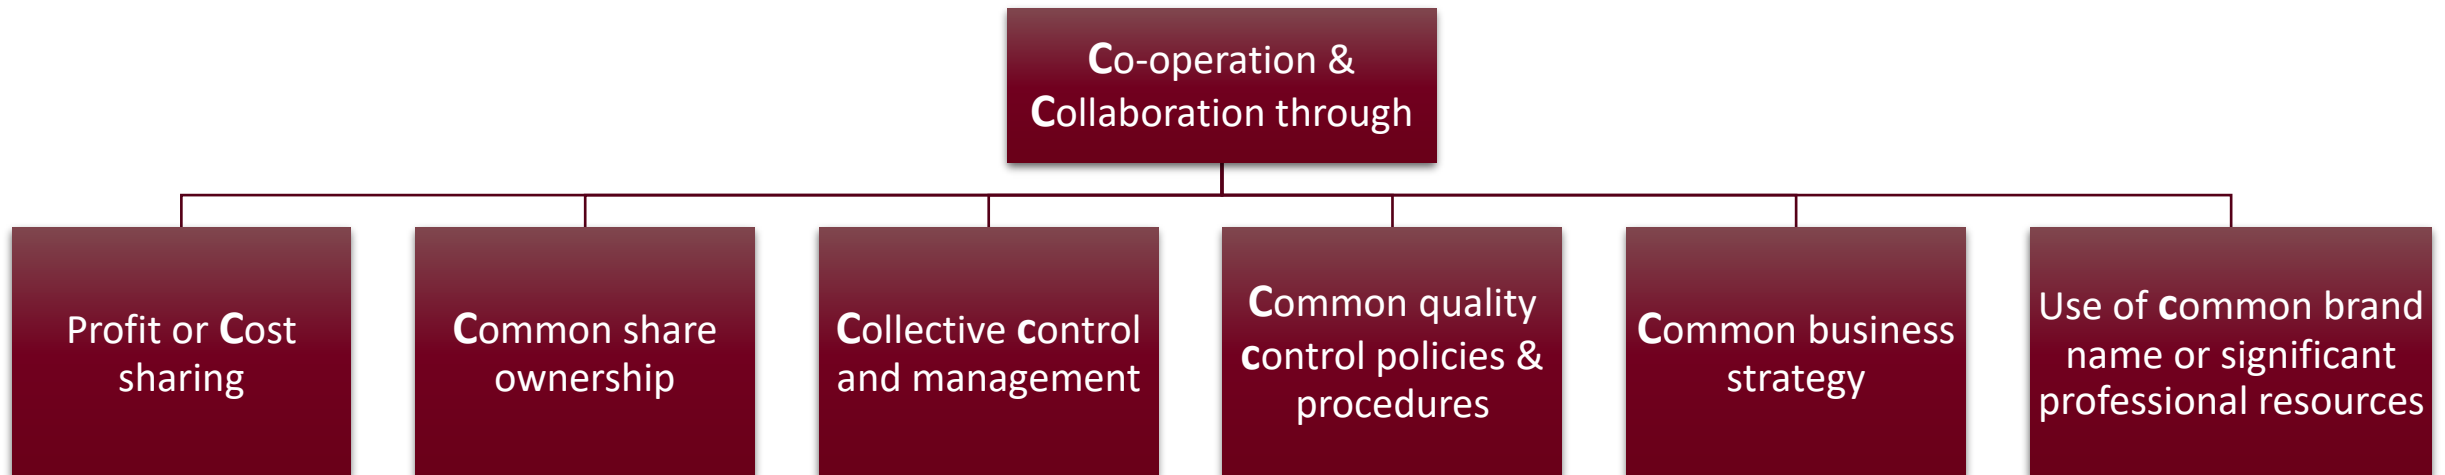 Co-operation &
Collaboration through
Profit or Cost
sharing
Common share
ownership
Collective control
and management
Common quality
control policies &
procedures
Common business
strategy
Use of common brand
name or significant
professional resources